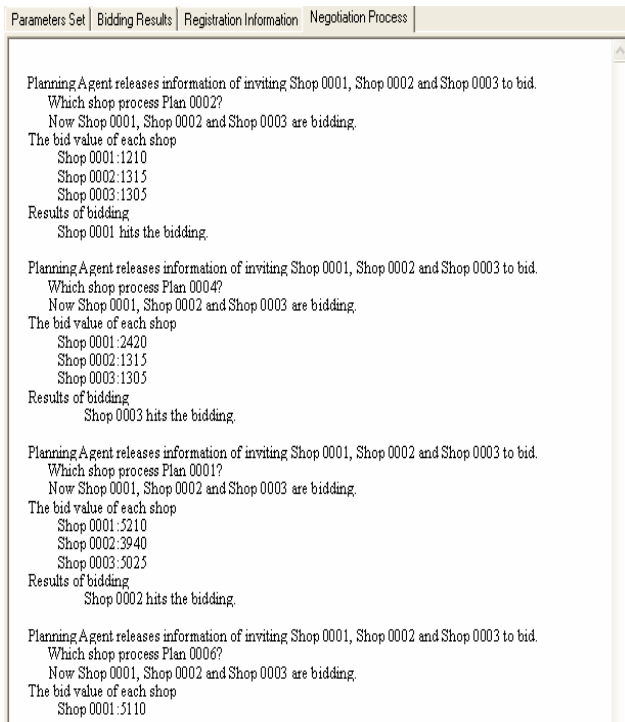 Parameters Set Bidding Results Registration Information Negotiation Process
Planning Agent releases information of inviting Shop 0001, Shop 0002 and Shop 0003 to bid.
Which shop process Plan 0002?
Now Shop 0001, Shop 0002 and Shop 0003 are bidding.
The bid value of each shop
Shop 0001:1210
Shop 0002:1315
Shop 0003:1305
Results of bidding
Shop 0001 hits the bidding.
Planning Agent releases information of inviting Shop 0001, Shop 0002 and Shop 0003 to bid.
Which shop process Plan 0004?
Now Shop 0001, Shop 0002 and Shop 0003 are bidding.
The bid value of each shop
Shop 0001:2420
Shop 0002:1315
Shop 0003:1305
Results of bidding
Shop 0003 hits the bidding.
Planning Agent releases information of inviting Shop 0001, Shop 0002 and Shop 0003 to bid.
Which shop process Plan 0001?
Now Shop 0001, Shop 0002 and Shop 0003 are bidding.
The bid value of each shop
Shop 0001:5210
Shop 0002:3940
Shop 0003:5025
Results of bidding
Shop 0002 hits the bidding.
Planning Agent releases information of inviting Shop 0001, Shop 0002 and Shop 0003 to bid.
Which shop process Plan 0006?
Now Shop 0001, Shop 0002 and Shop 0003 are bidding.
The bid value of each shop
Shop 0001:5110